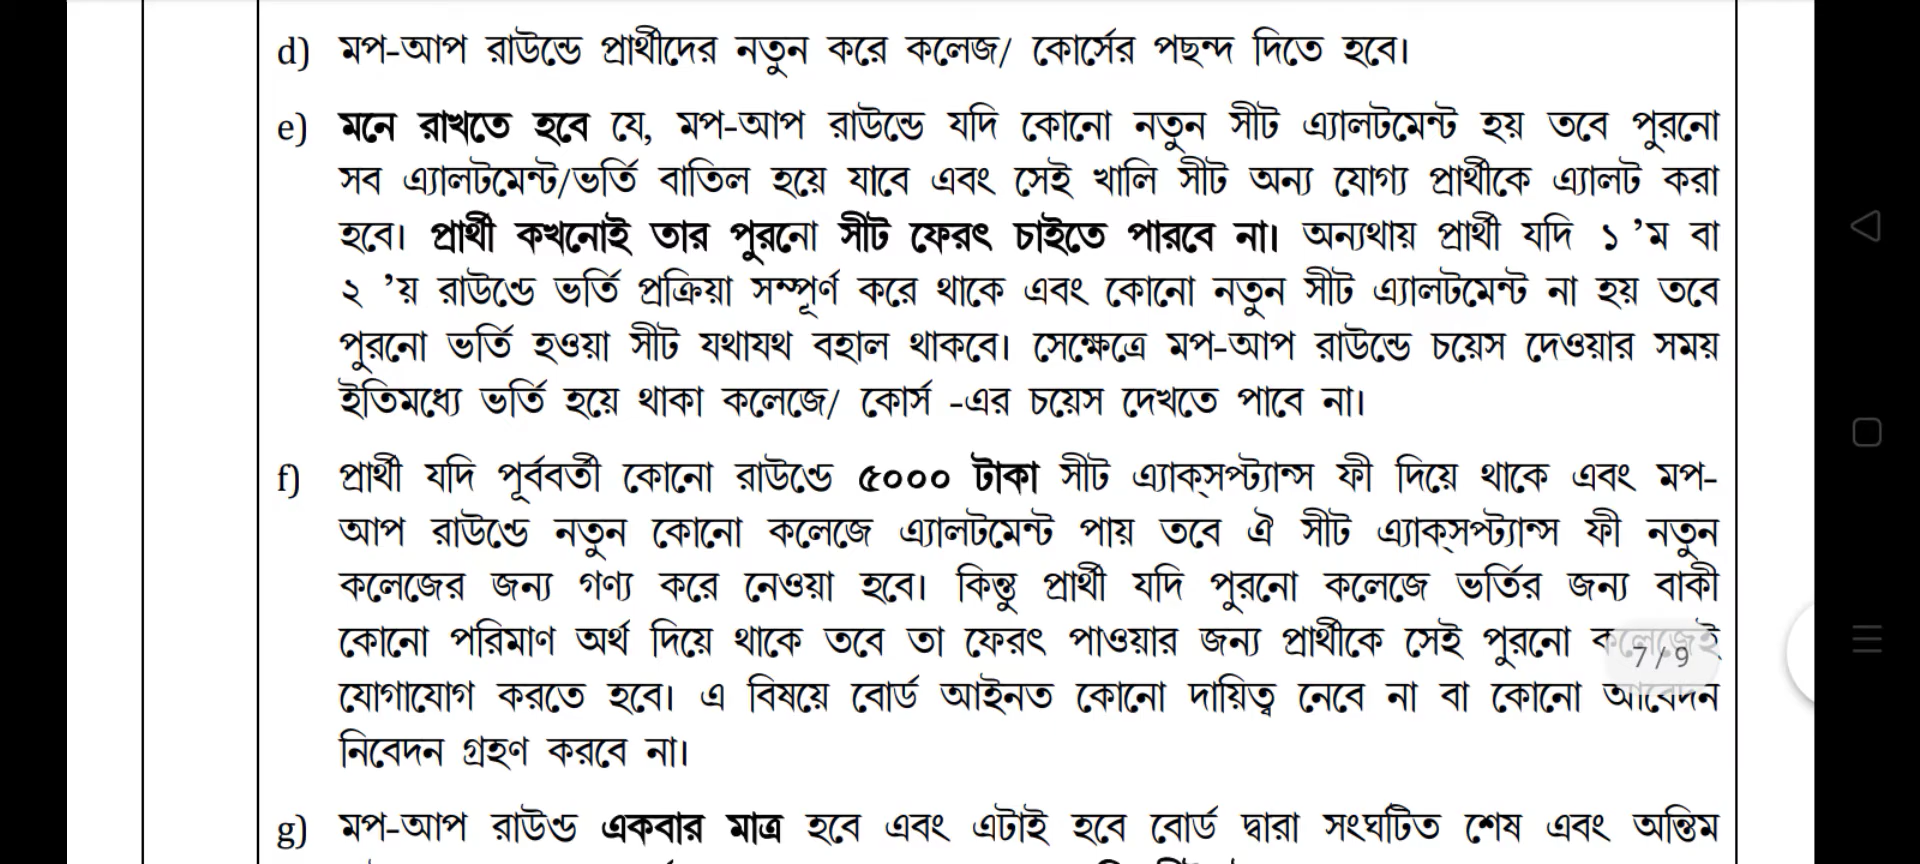 d) মপ-আপ রাউন্ডে প্রার্থীদের নতুন করে কলেজ/ কোর্সের পছন্দ দিতে হবে।
e) মনে রাখতে হবে যে, মপ-আপ রাউন্ডে যদি কোনো নতুন সীট এ্যালটমেন্ট হয় তবে পুরনো
সব এ্যালটমেন্ট/ভর্তি বাতিল হয়ে যাবে এবং সেই খালি সীট অন্য যোগ্য প্রার্থীকে এ্যালট করা
হবে। প্রার্থী কখনোই তার পুরনো সীট ফেরৎ চাইতে পারবে না। অন্যথায় প্রার্থী যদি ১ ’ম বা
২ ’য় রাউণ্ডে ভর্তি প্রক্রিয়া সম্পূর্ণ করে থাকে এবং কোনো নতুন সীট এ্যালটমেন্ট না হয় তবে
পুরনো ভর্তি হওয়া সীট যথাযথ বহাল থাকবে। সেক্ষেত্রে মপ-আপ রাউন্ডে চয়েস দেওয়ার সময়
ইতিমধ্যে ভর্তি হয়ে থাকা কলেজে/ কোর্স -এর চয়েস দেখতে পাবে না।
f) প্রার্থী যদি পূর্ববর্তী কোনো রাউণ্ডে ৫০০০ টাকা সীট এ্যাক্‌সপ্ট্যান্স ফী দিয়ে থাকে এবং মপ-
আপ রাউণ্ডে নতুন কোনো কলেজে এ্যালটমেন্ট পায় তবে ঐ সীট এ্যাক্‌সপ্ট্যান্স ফী নতুন
কলেজের জন্য গণ্য করে নেওয়া হবে। কিন্তু প্রার্থী যদি পুরনো কলেজে ভর্তির জন্য বাকী
কোনো পরিমাণ অর্থ দিয়ে থাকে তবে তা ফেরৎ পাওয়ার জন্য প্রার্থীকে সেই পুরনো কলেজেই
7 / 9
যোগাযোগ করতে হবে। এ বিষয়ে বোর্ড আইনত কোনো দায়িত্ব নেবে না বা কোনো আবেদন
নিবেদন গ্রহণ করবে না।
g) মপ-আপ রাউণ্ড একবার মাত্র হবে এবং এটাই হবে বোর্ড দ্বারা সংঘটিত শেষ এবং অন্তিম